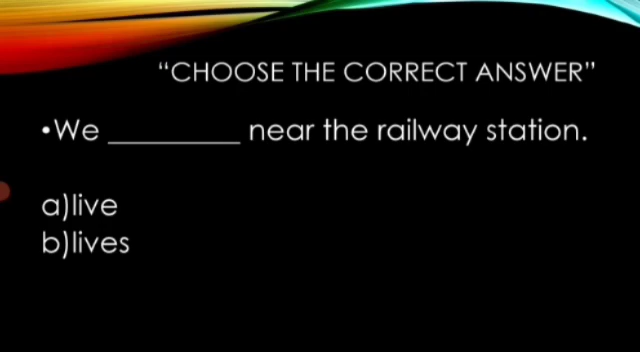 “CHOOSE THE CORRECT ANSWER”
•We _________ near the railway station.
a)live
b)lives